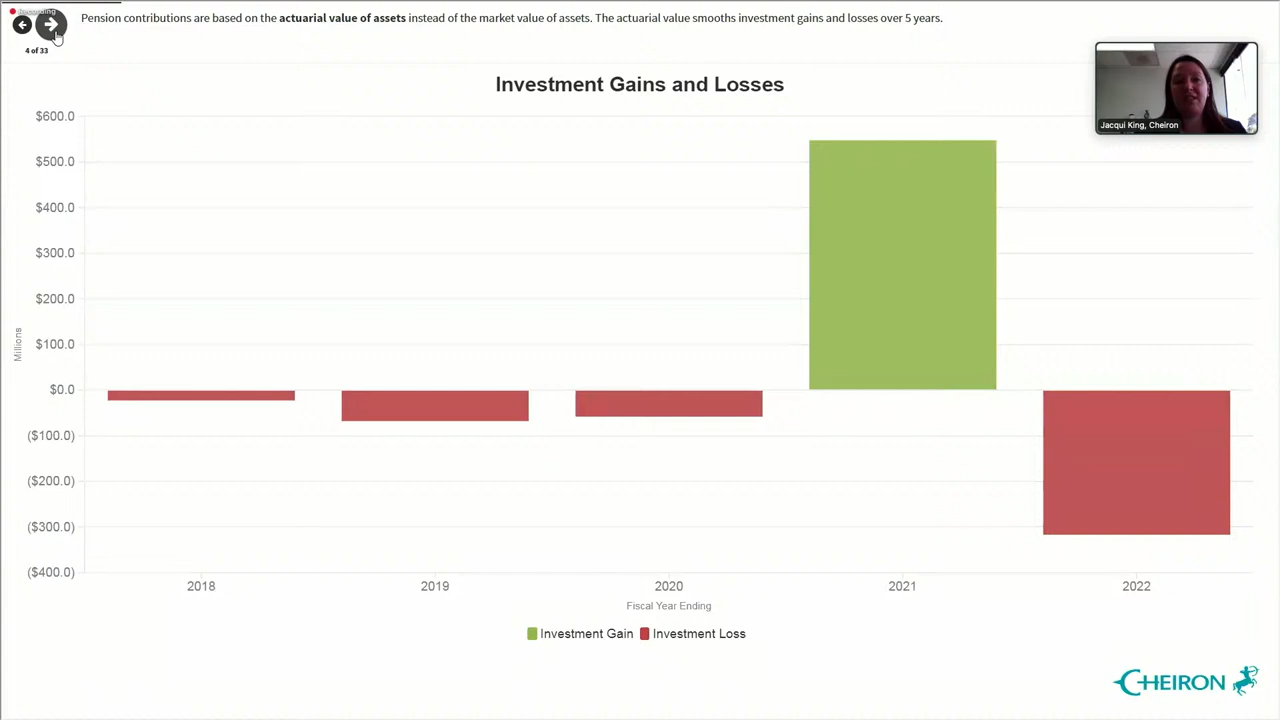 Recording
Pension contributions are based on the actuarial value of assets instead of the market value of assets. The actuarial value smooths investment gains and losses over 5 years.
4 of 33
Investment Gains and Losses
Jacqui King, Cheiron
$600.0
$500.0
$400.0
$300.0
$200.0
$100.0
$0.0
($100.0)
($200.0)
($300.0)
($400.0)
Millions
2018 2019 2020 2021 2022
Fiscal Year Ending
Investment Gain Investment Loss
CHEIRON